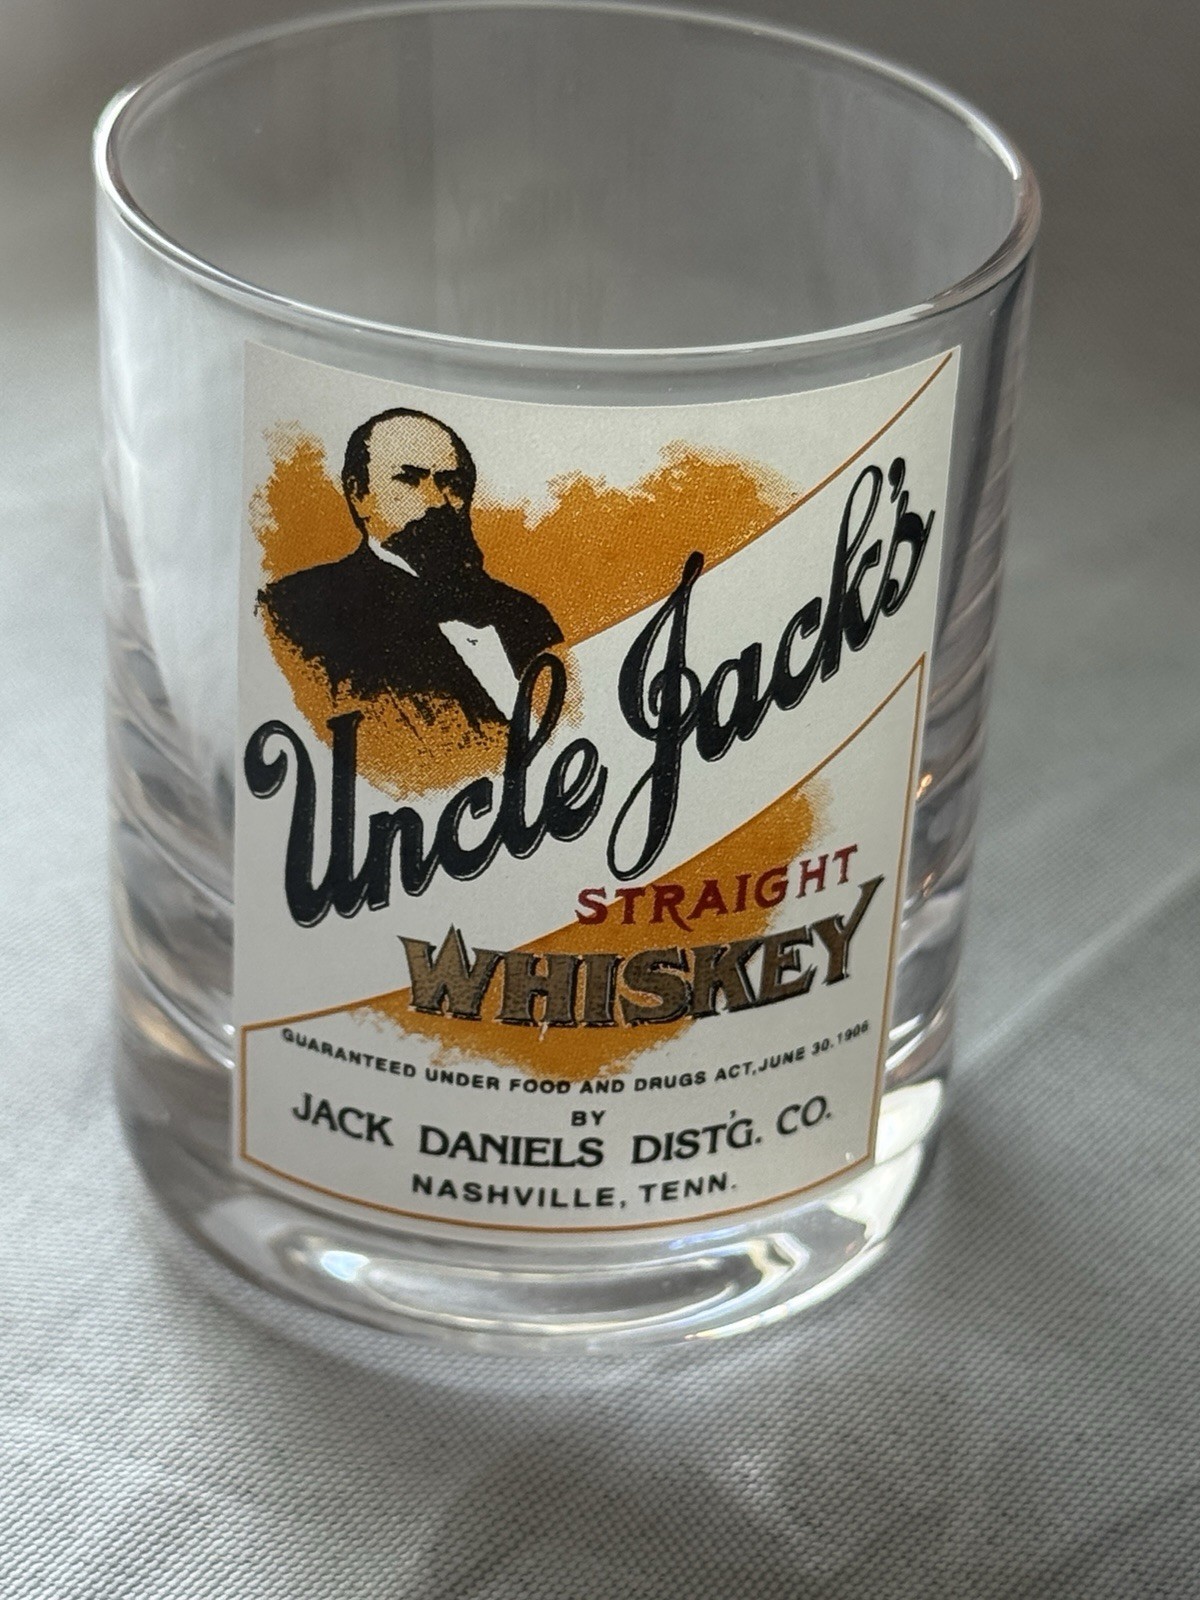 Uncle Jack's
STRAIGHT
WHISKEY
GUARANTEED UNDER FOOD AND DRUGS ACT, JUNE 30. 1906
BY
JACK DANIELS DIST'G. CO.
NASHVILLE, TENN.